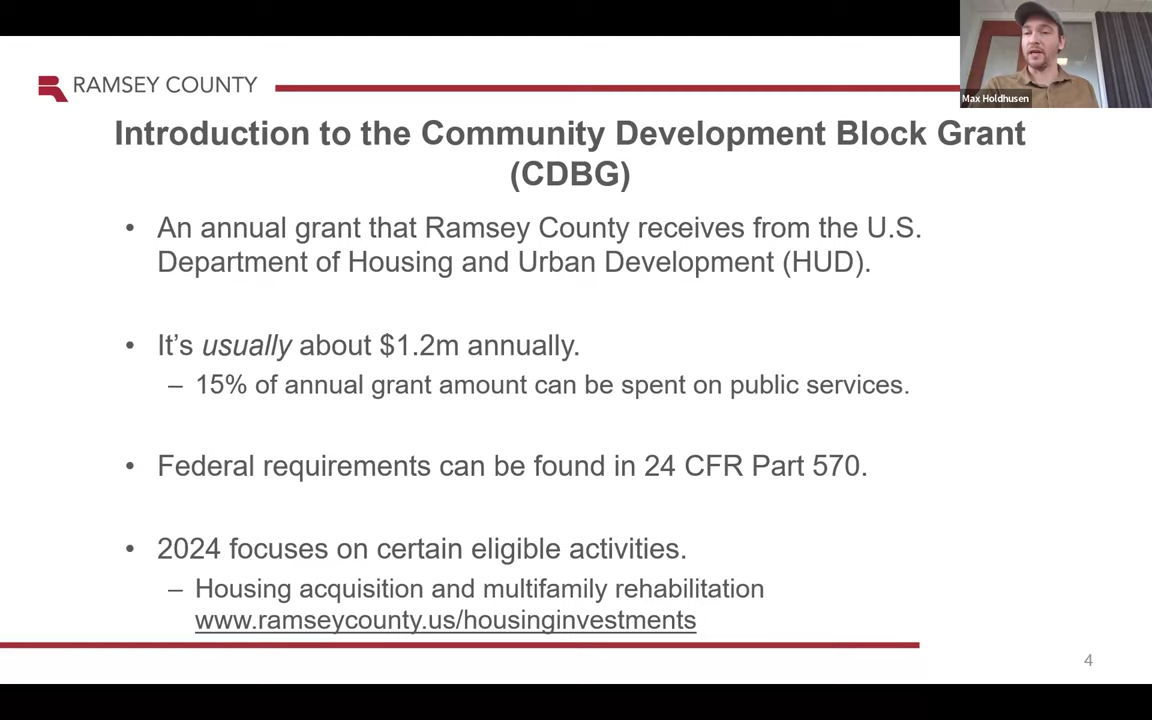 RAMSEY COUNTY
Max Holdhusen
Introduction to the Community Development Block Grant
(CDBG)
• An annual grant that Ramsey County receives from the U.S.
Department of Housing and Urban Development (HUD).
• It’s usually about $1.2m annually.
– 15% of annual grant amount can be spent on public services.
• Federal requirements can be found in 24 CFR Part 570.
• 2024 focuses on certain eligible activities.
– Housing acquisition and multifamily rehabilitation
www.ramseycounty.us/housinginvestments
4